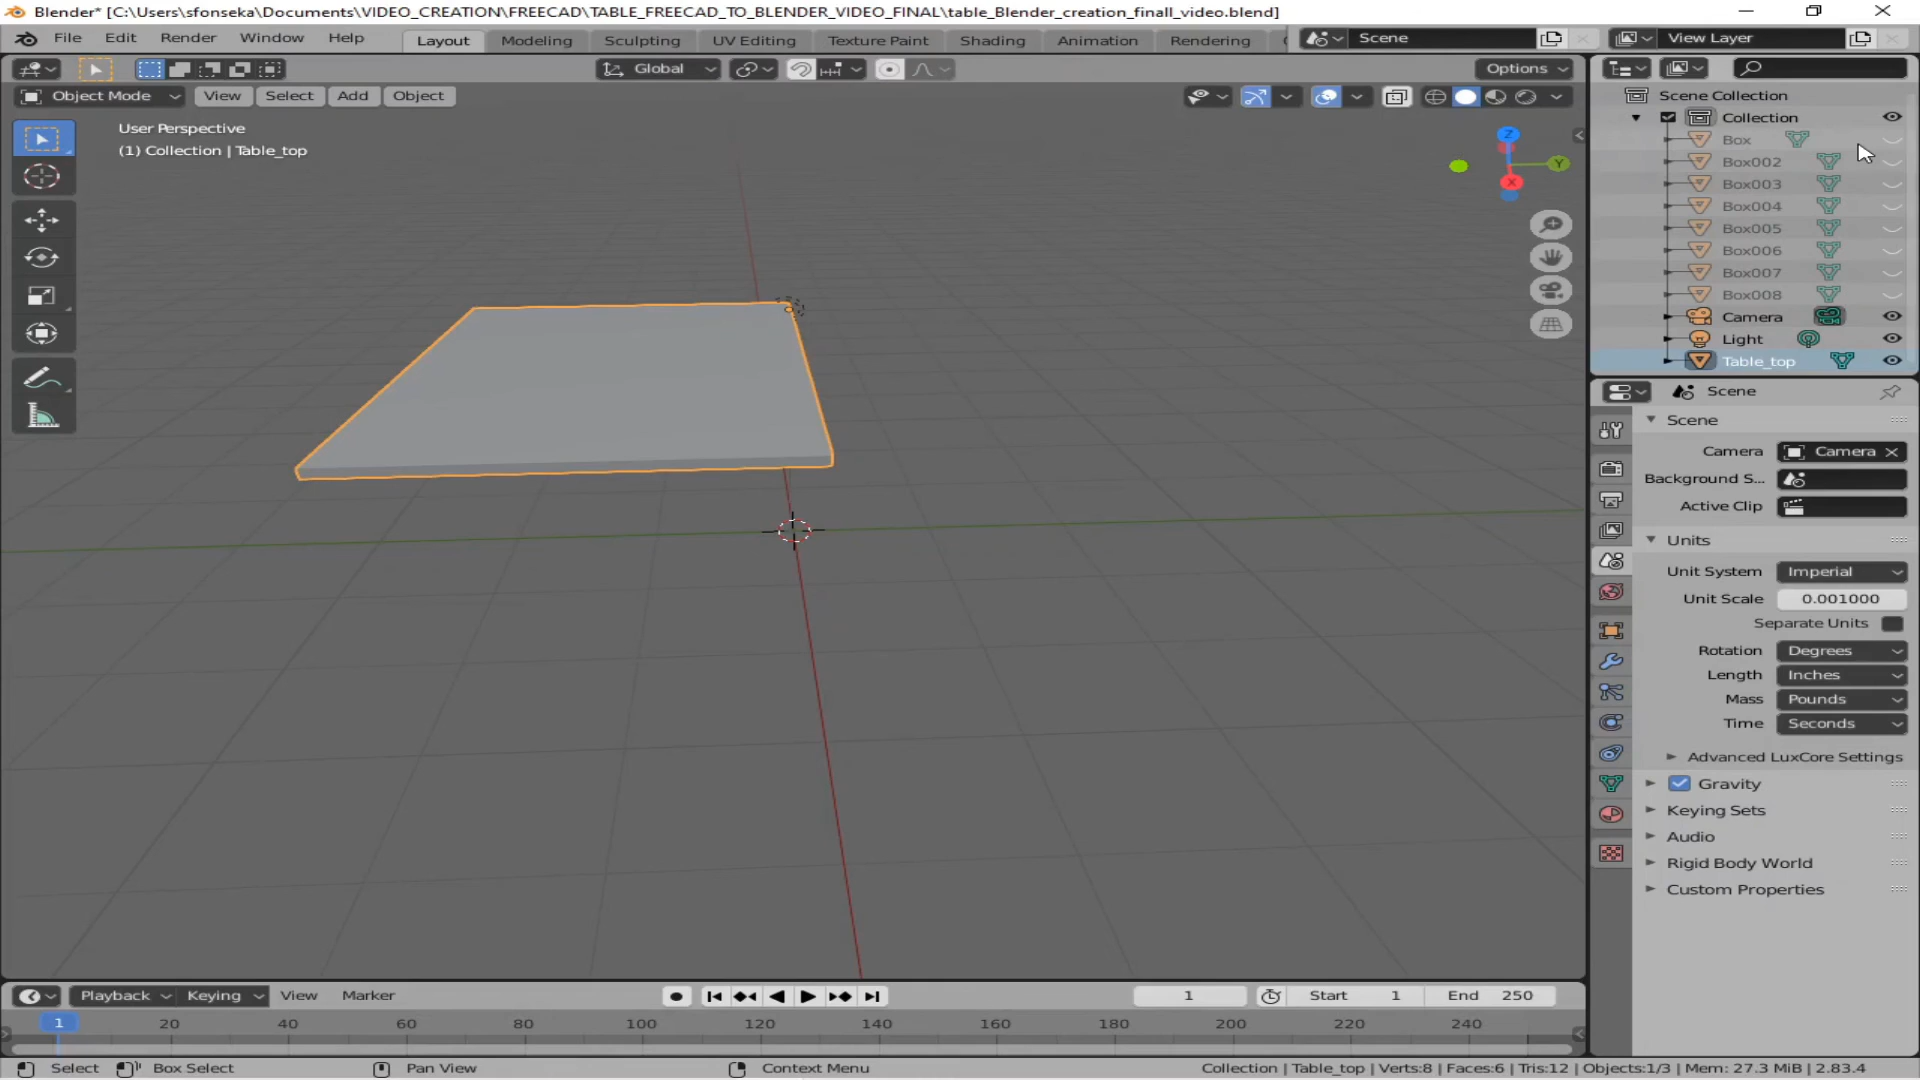 Blender* [C:\Users\sfonseka\Documents\VIDEO_CREATION\FREECAD\TABLE_FREECAD_TO_BLENDER_VIDEO_FINAL\table_Blender_creation_finall_video.blend]
File Edit Render Window Help Layout Modeling Sculpting UV Editing Texture Paint Shading Animation Rendering Scene View Layer
Global Options
Object Mode View Select Add Object
User Perspective
(1) Collection | Table_top
Z
Y
X
Scene Collection
Collection
Box
Box002
Box003
Box004
Box005
Box006
Box007
Box008
Camera
Light
Table_top
Scene
Scene
Camera Camera
Background S...
Active Clip
Units
Unit System Imperial
Unit Scale 0.001000
Separate Units
Rotation Degrees
Length Inches
Mass Pounds
Time Seconds
Advanced LuxCore Settings
Gravity
Keying Sets
Audio
Rigid Body World
Custom Properties
Playback Keying View Marker 1 Start 1 End 250
1 20 40 60 80 100 120 140 160 180 200 220 240
Select Box Select Pan View Context Menu Collection | Table_top | Verts:8 | Faces:6 | Tris:12 | Objects:1/3 | Mem: 27.3 MiB | 2.83.4